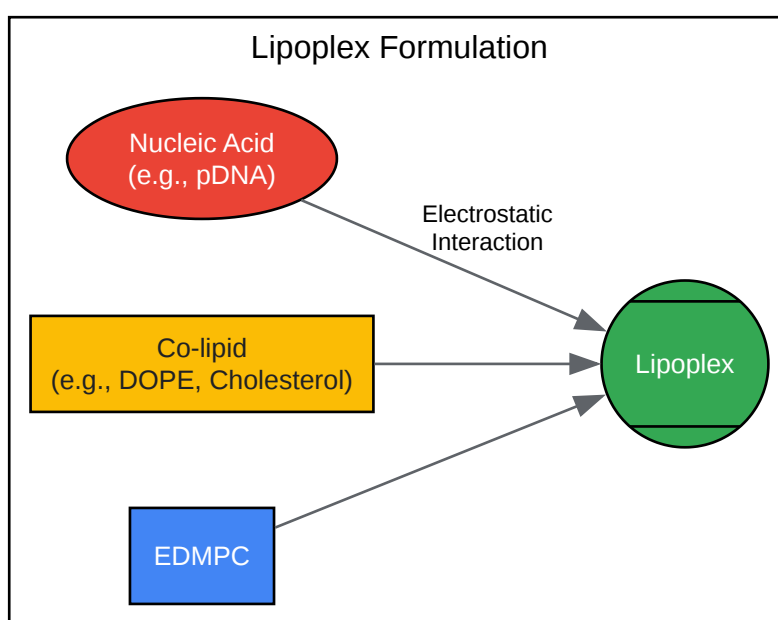 Lipoplex Formulation
Nucleic Acid
(e.g., pDNA)
Electrostatic
Interaction
Co-lipid
(e.g., DOPE, Cholesterol)
Lipoplex
EDMPC